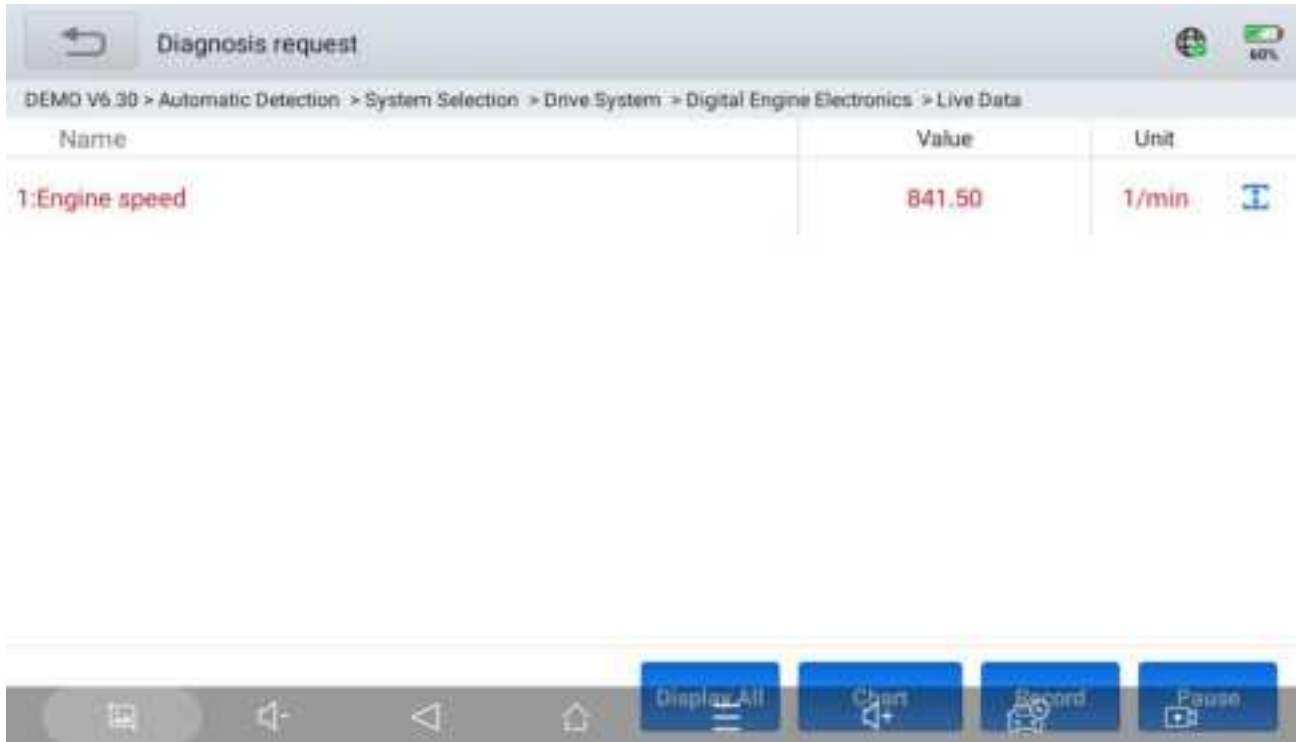 Diagnosis request
60%
DEMO V6.30 > Automatic Detection > System Selection > Drive System > Digital Engine Electronics > Live Data
Name Value Unit
1:Engine speed 841.50 1/min
Display All Chart Record Pause